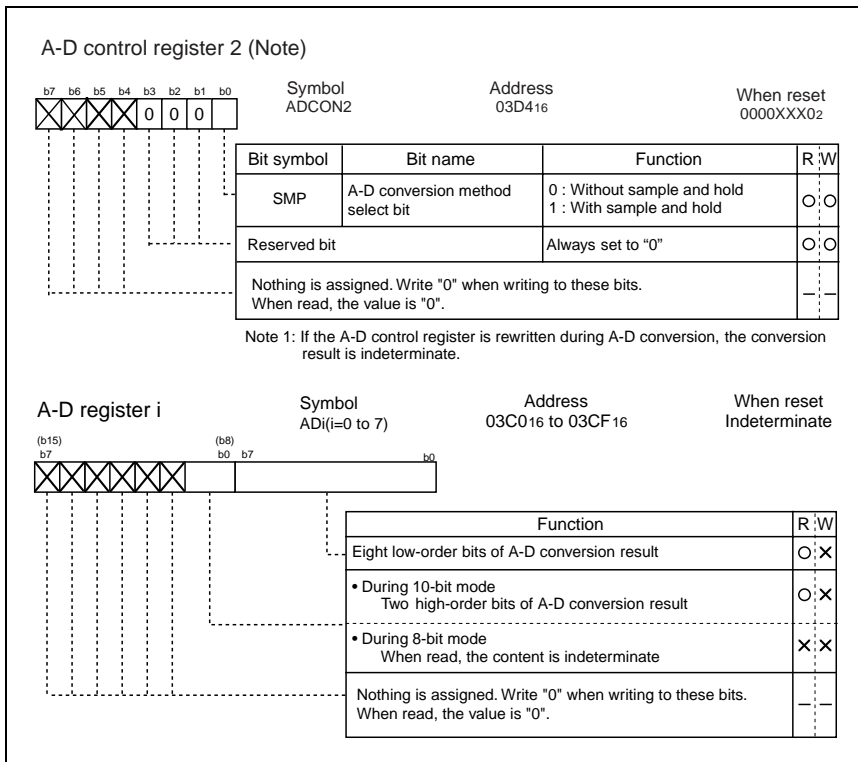 A-D control register 2 (Note)
b7 b6 b5 b4 b3 b2 b1 b0
0 0 0
Symbol Address When reset
ADCON2 03D416 0000XXX02
Bit symbol Bit name Function R W
SMP A-D conversion method select bit 0 : Without sample and hold
1 : With sample and hold
Reserved bit Always set to “0”
Nothing is assigned. Write "0" when writing to these bits.
When read, the value is "0".
Note 1: If the A-D control register is rewritten during A-D conversion, the conversion
result is indeterminate.
A-D register i
Symbol Address When reset
ADi(i=0 to 7) 03C016 to 03CF16 Indeterminate
(b15) (b8)
b7 b0 b7 b0
Function R W
Eight low-order bits of A-D conversion result
• During 10-bit mode
Two high-order bits of A-D conversion result
• During 8-bit mode
When read, the content is indeterminate
Nothing is assigned. Write "0" when writing to these bits.
When read, the value is "0".